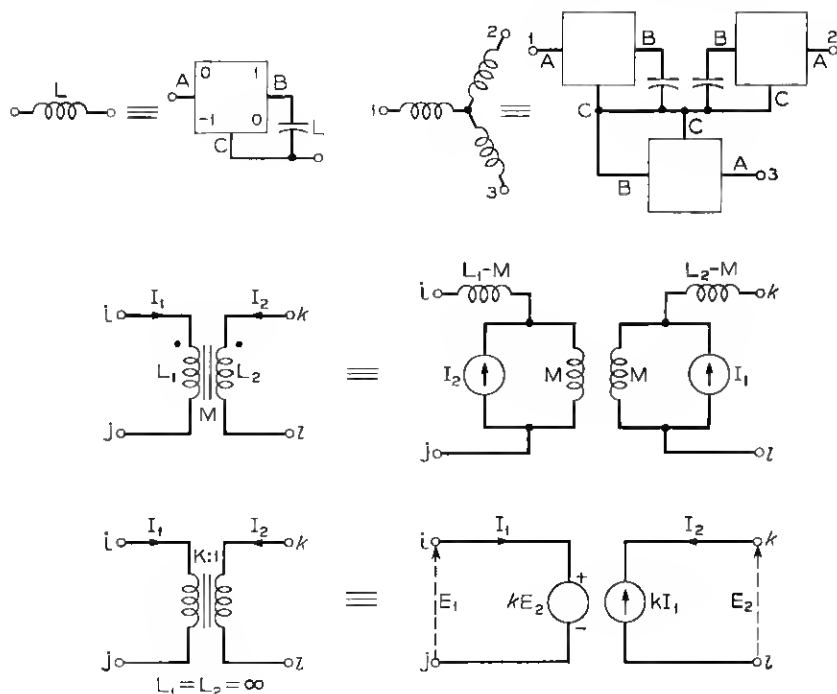 L
≡
A
0 1
B
-1 0
C
L
1
2
3
≡
1
A
B
B
2
A
C
C
C
B
A
3
i
I₁
I₂
k
L₁
L₂
M
j
l
≡
i
L₁-M
L₂-M
k
I₂
M
M
I₁
j
l
i
I₁
I₂
k
K:1
j
l
L₁ = L₂ = ∞
≡
i
I₁
I₂
k
E₁
kE₂
+
-
kI₁
E₂
j
l